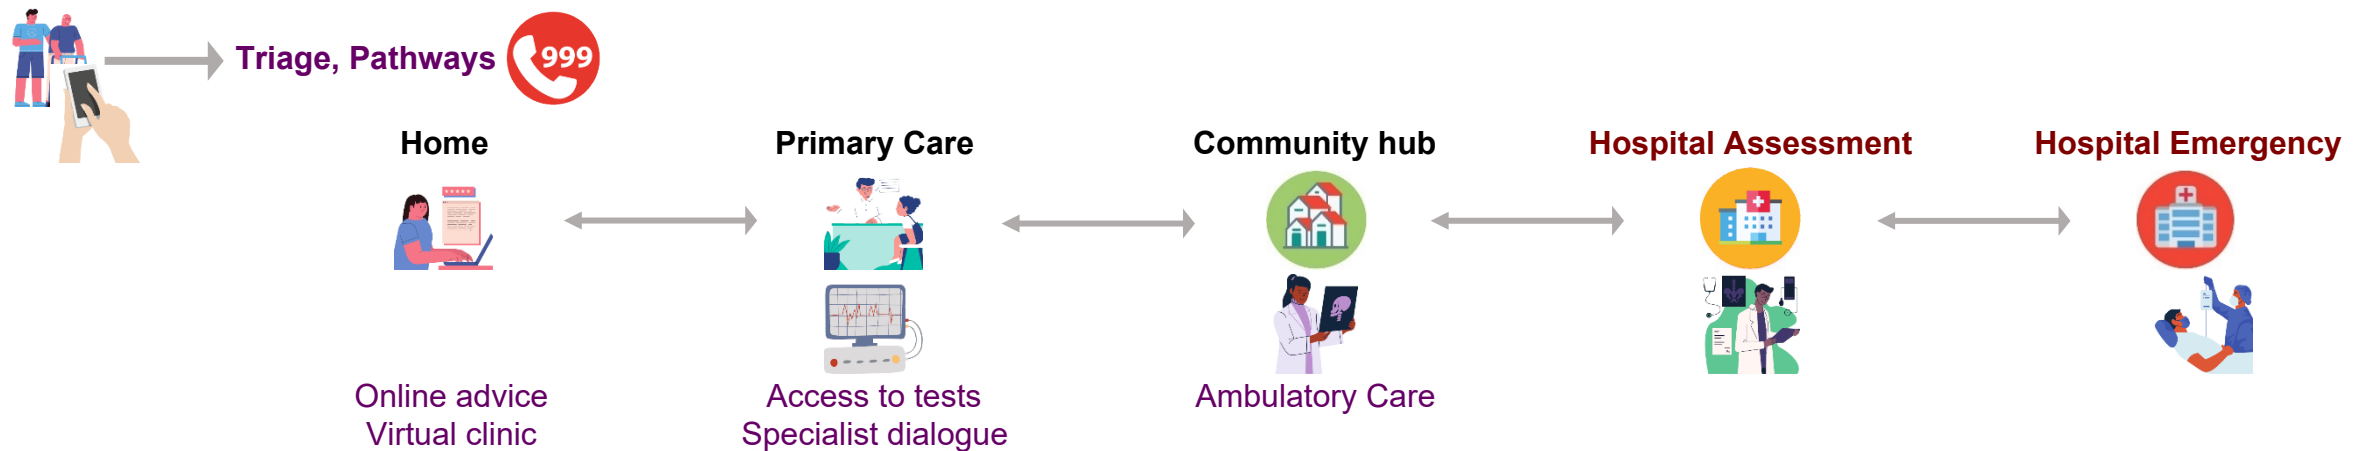 Triage, Pathways
999
Home
Primary Care
Community hub
Hospital Assessment
Hospital Emergency
Online advice
Virtual clinic
Access to tests
Specialist dialogue
Ambulatory Care